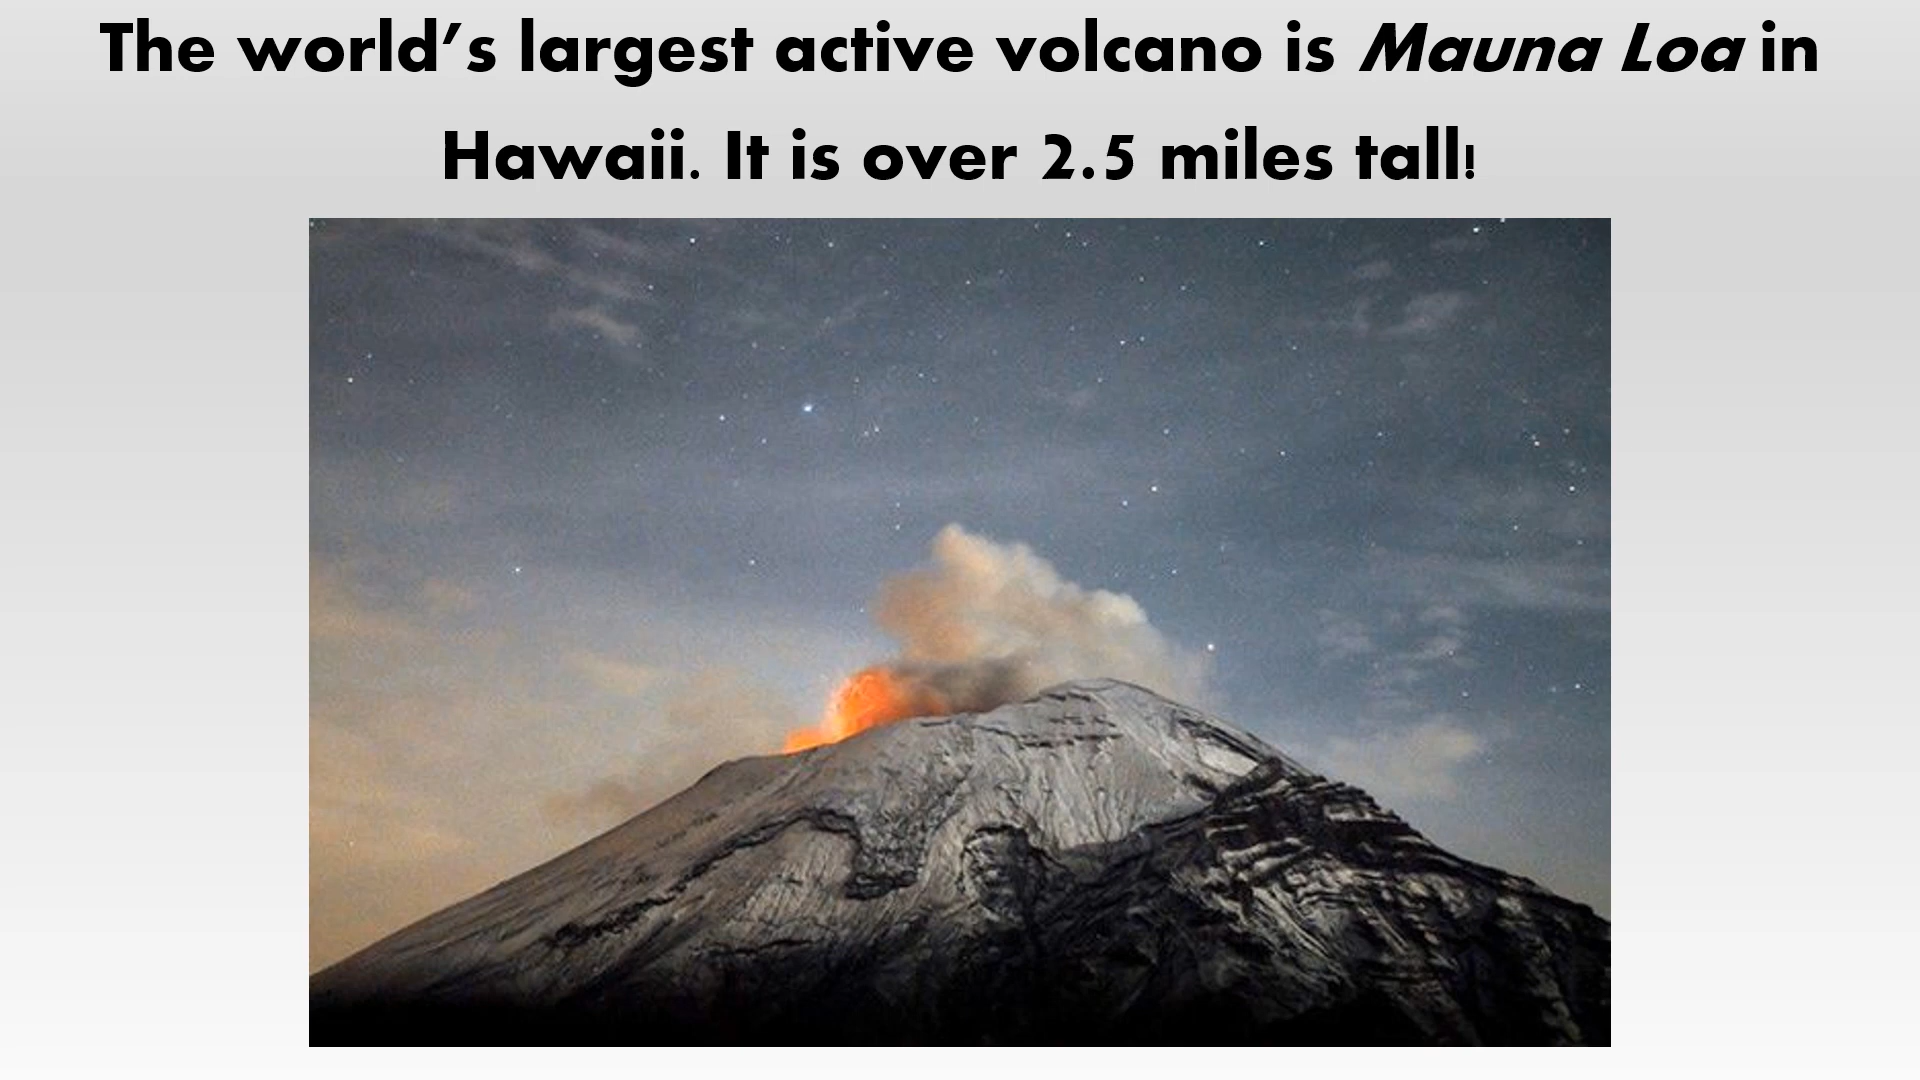 The world’s largest active volcano is Mauna Loa in
Hawaii. It is over 2.5 miles tall!